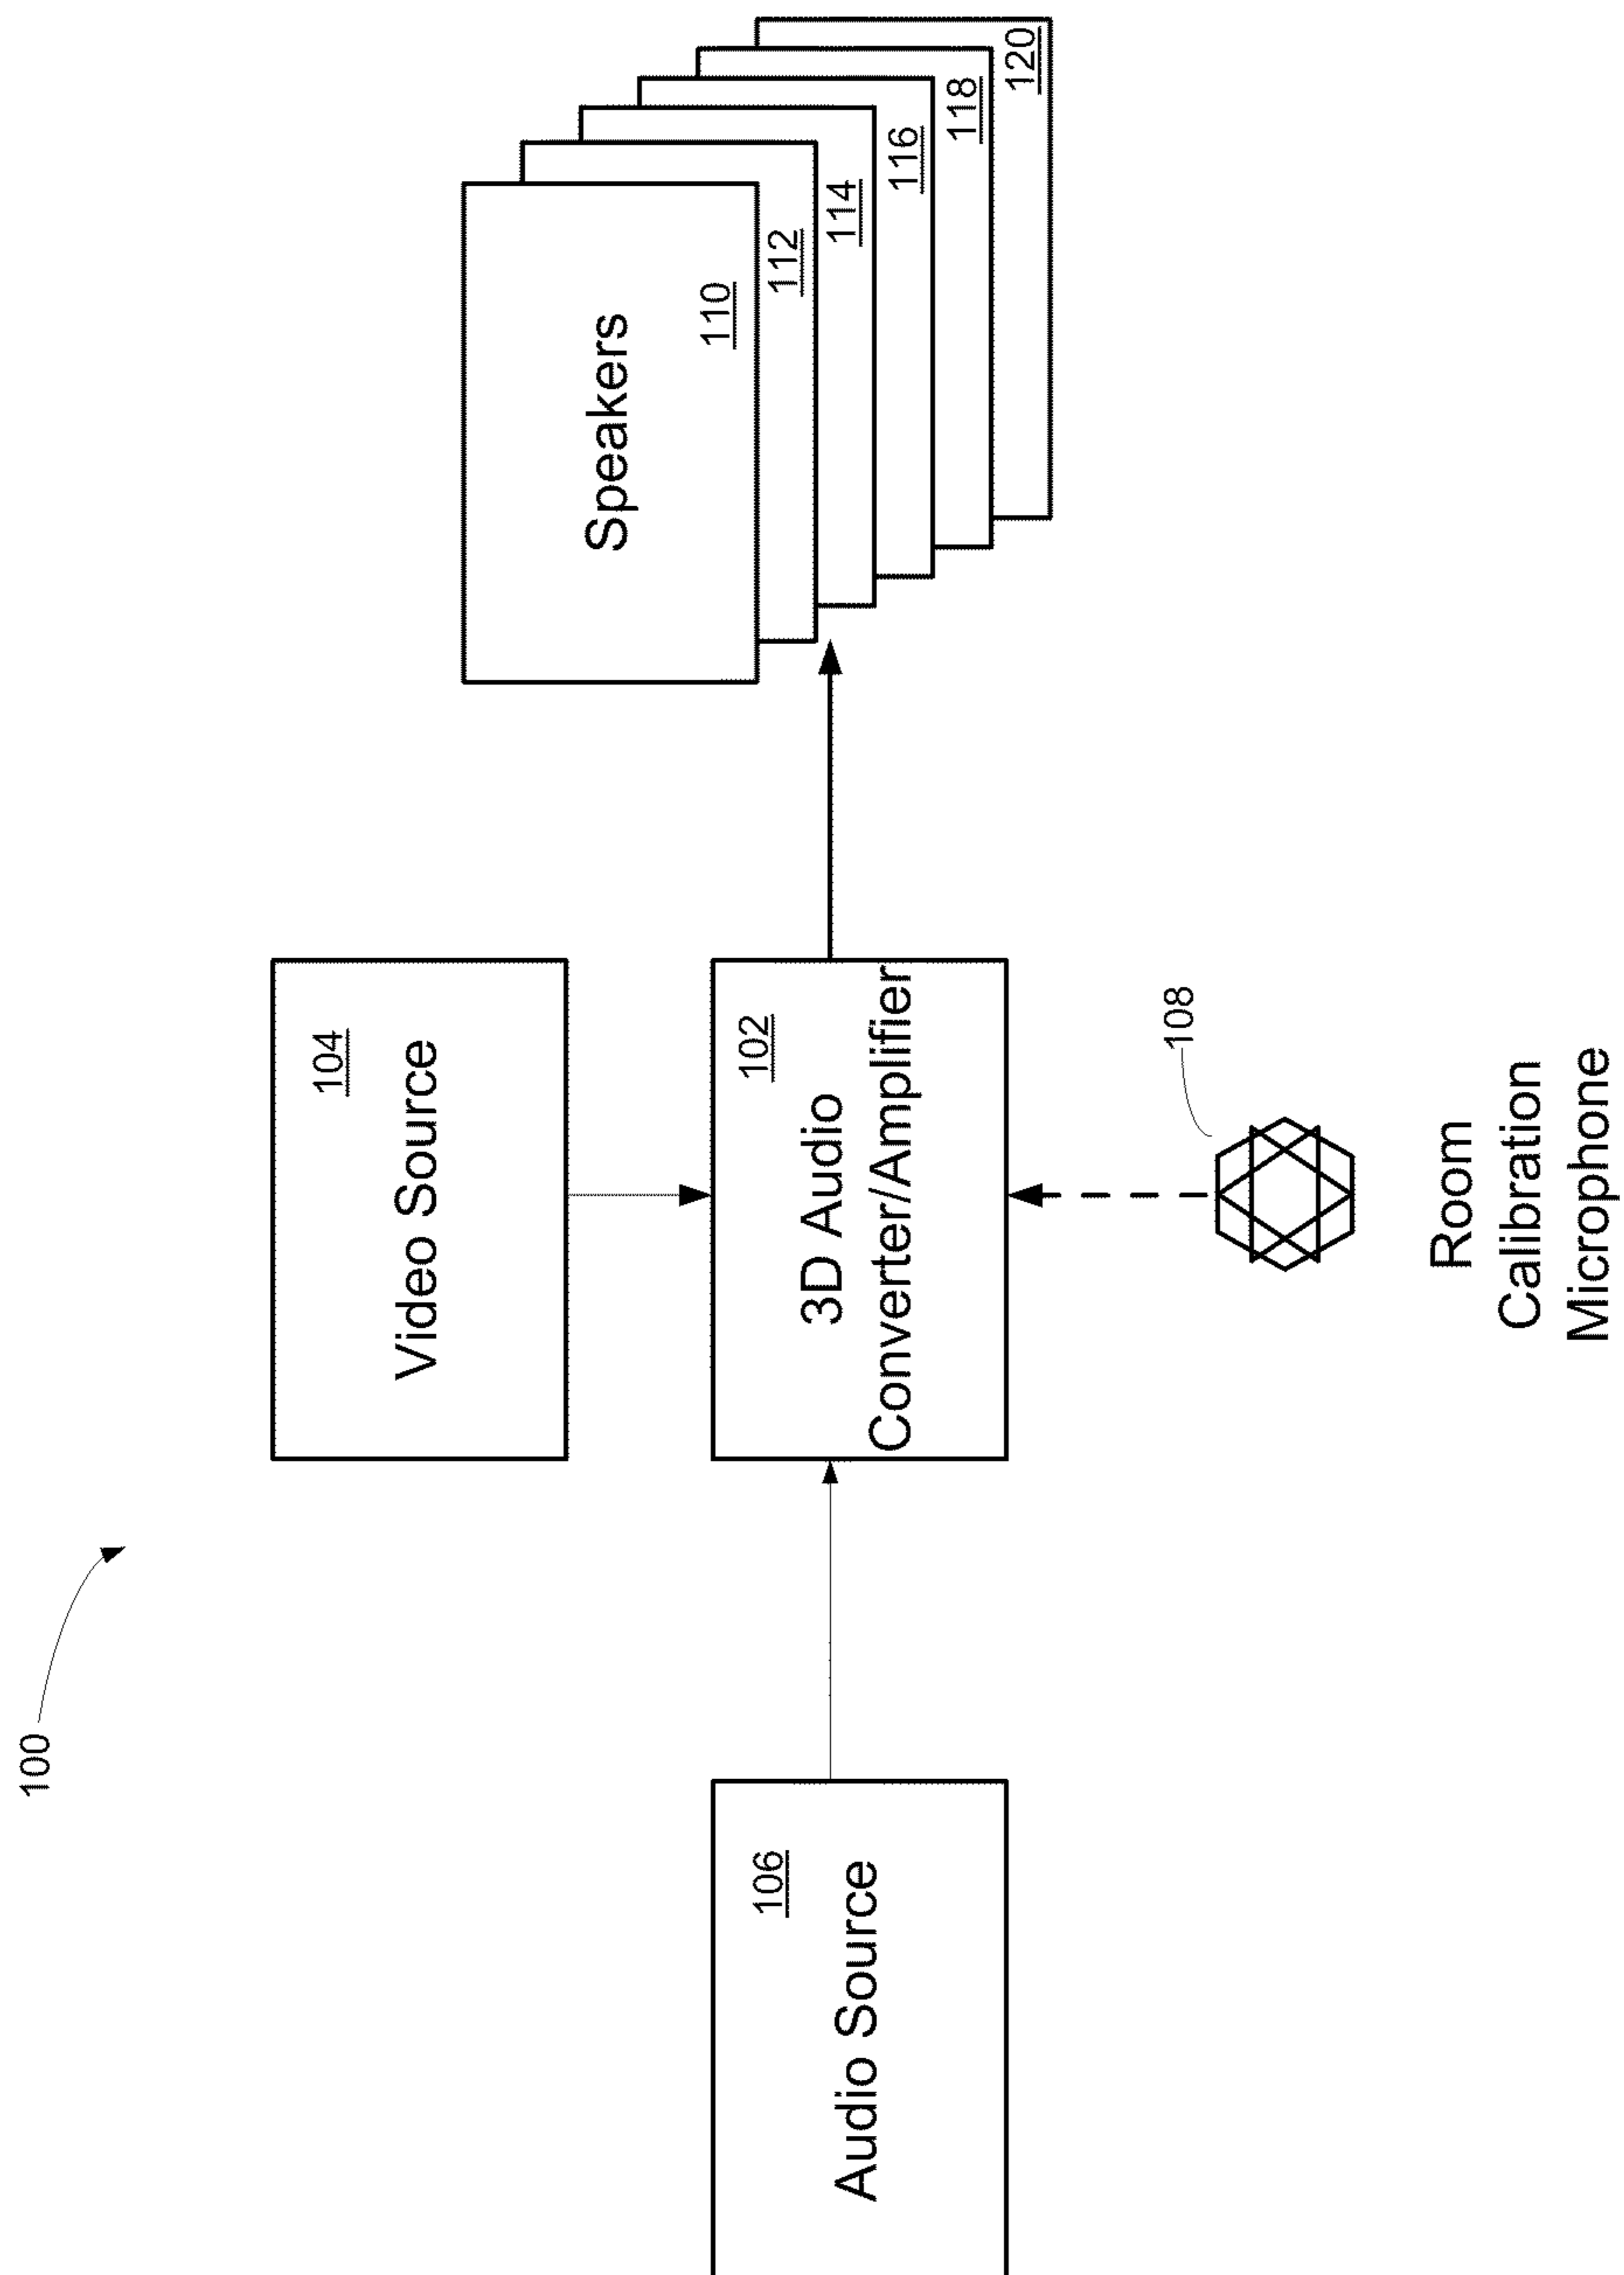 100
Video Source
104
Audio Source
106
3D Audio
Converter/Amplifier
102
Speakers
110
112
114
116
118
120
108
Room
Calibration
Microphone